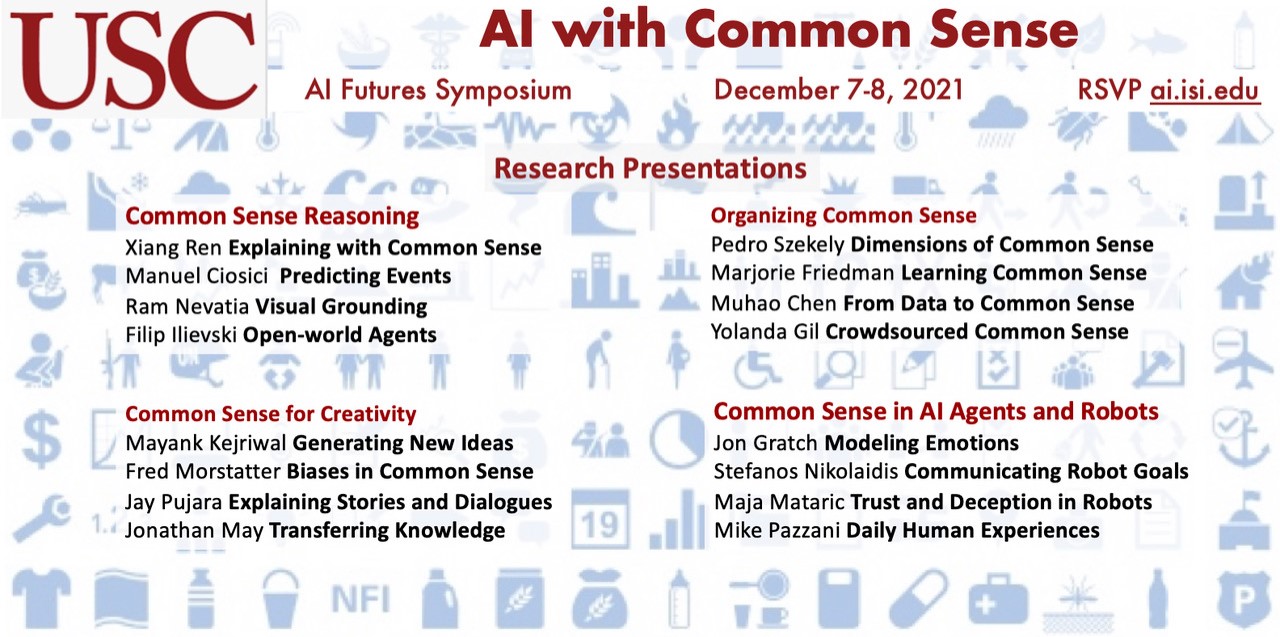 USC
AI with Common Sense
AI Futures Symposium
December 7-8, 2021
RSVP ai.isi.edu
Research Presentations
Common Sense Reasoning
Xiang Ren Explaining with Common Sense
Manuel Ciosici Predicting Events
Ram Nevatia Visual Grounding
Filip Ilievski Open-world Agents
Organizing Common Sense
Pedro Szekely Dimensions of Common Sense
Marjorie Friedman Learning Common Sense
Muhao Chen From Data to Common Sense
Yolanda Gil Crowdsourced Common Sense
Common Sense for Creativity
Mayank Kejriwal Generating New Ideas
Fred Morstatter Biases in Common Sense
Jay Pujara Explaining Stories and Dialogues
Jonathan May Transferring Knowledge
Common Sense in AI Agents and Robots
Jon Gratch Modeling Emotions
Stefanos Nikolaidis Communicating Robot Goals
Maja Mataric Trust and Deception in Robots
Mike Pazzani Daily Human Experiences
$
1.2
19
NFI
P